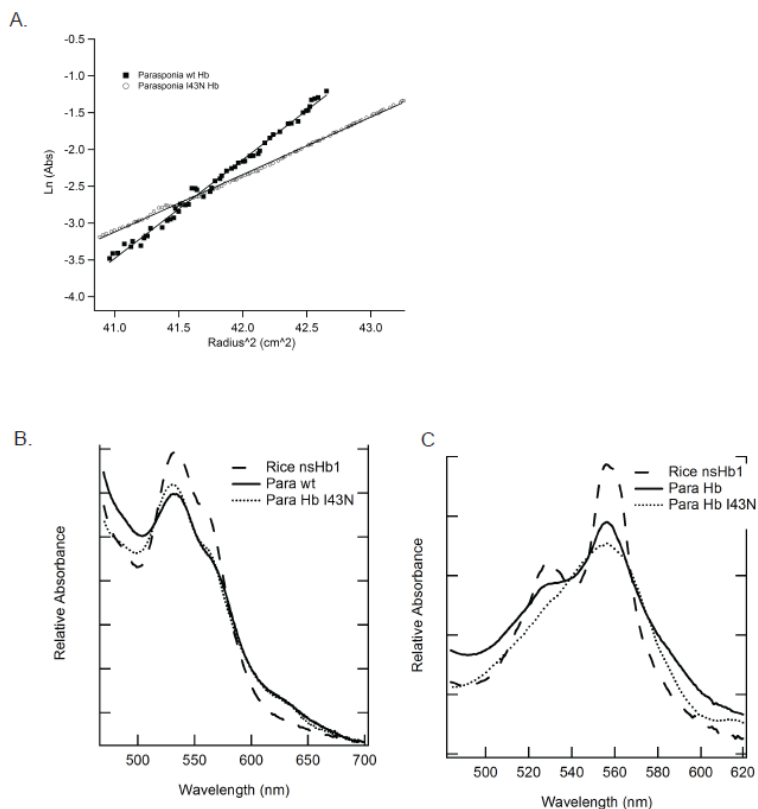 A.
-0.5
-1.0
-1.5
-2.0
-2.5
-3.0
-3.5
-4.0
Ln (Abs)
Parasponia wt Hb
Parasponia I43N Hb
41.0 41.5 42.0 42.5 43.0
Radius^2 (cm^2)
B.
Relative Absorbance
Rice nsHb1
Para wt
Para Hb I43N
500 550 600 650 700
Wavelength (nm)
C
Relative Absorbance
Rice nsHb1
Para Hb
Para Hb I43N
500 520 540 560 580 600 620
Wavelength (nm)